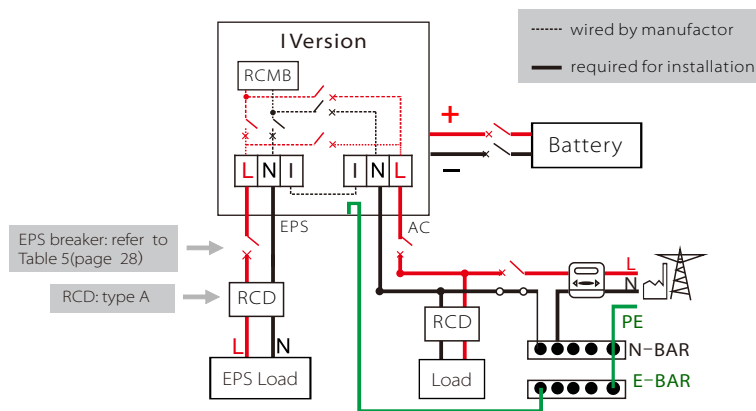 I Version
wired by manufactor
required for installation
RCMB
+
Battery
−
L N I
I N L
EPS
AC
EPS breaker: refer to
Table 5(page 28)
RCD: type A
L
N
RCD
RCD
PE
L N
N-BAR
EPS Load
Load
E-BAR